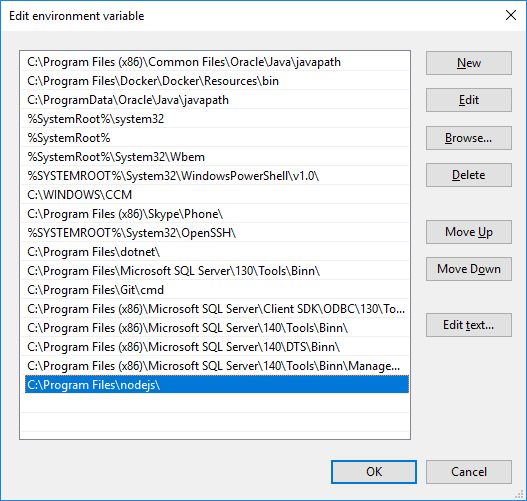 Edit environment variable
C:\Program Files (x86)\Common Files\Oracle\Java\javapath
C:\Program Files\Docker\Docker\Resources\bin
C:\ProgramData\Oracle\Java\javapath
%SystemRoot%\system32
%SystemRoot%
%SystemRoot%\System32\Wbem
%SYSTEMROOT%\System32\WindowsPowerShell\v1.0\
C:\WINDOWS\CCM
C:\Program Files (x86)\Skype\Phone\
%SYSTEMROOT%\System32\OpenSSH\
C:\Program Files\dotnet\
C:\Program Files\Microsoft SQL Server\130\Tools\Binn\
C:\Program Files\Git\cmd
C:\Program Files (x86)\Microsoft SQL Server\Client SDK\ODBC\130\To...
C:\Program Files (x86)\Microsoft SQL Server\140\Tools\Binn\
C:\Program Files (x86)\Microsoft SQL Server\140\DTS\Binn\
C:\Program Files (x86)\Microsoft SQL Server\140\Tools\Binn\Manage...
C:\Program Files\nodejs\
New
Edit
Browse...
Delete
Move Up
Move Down
Edit text...
OK
Cancel